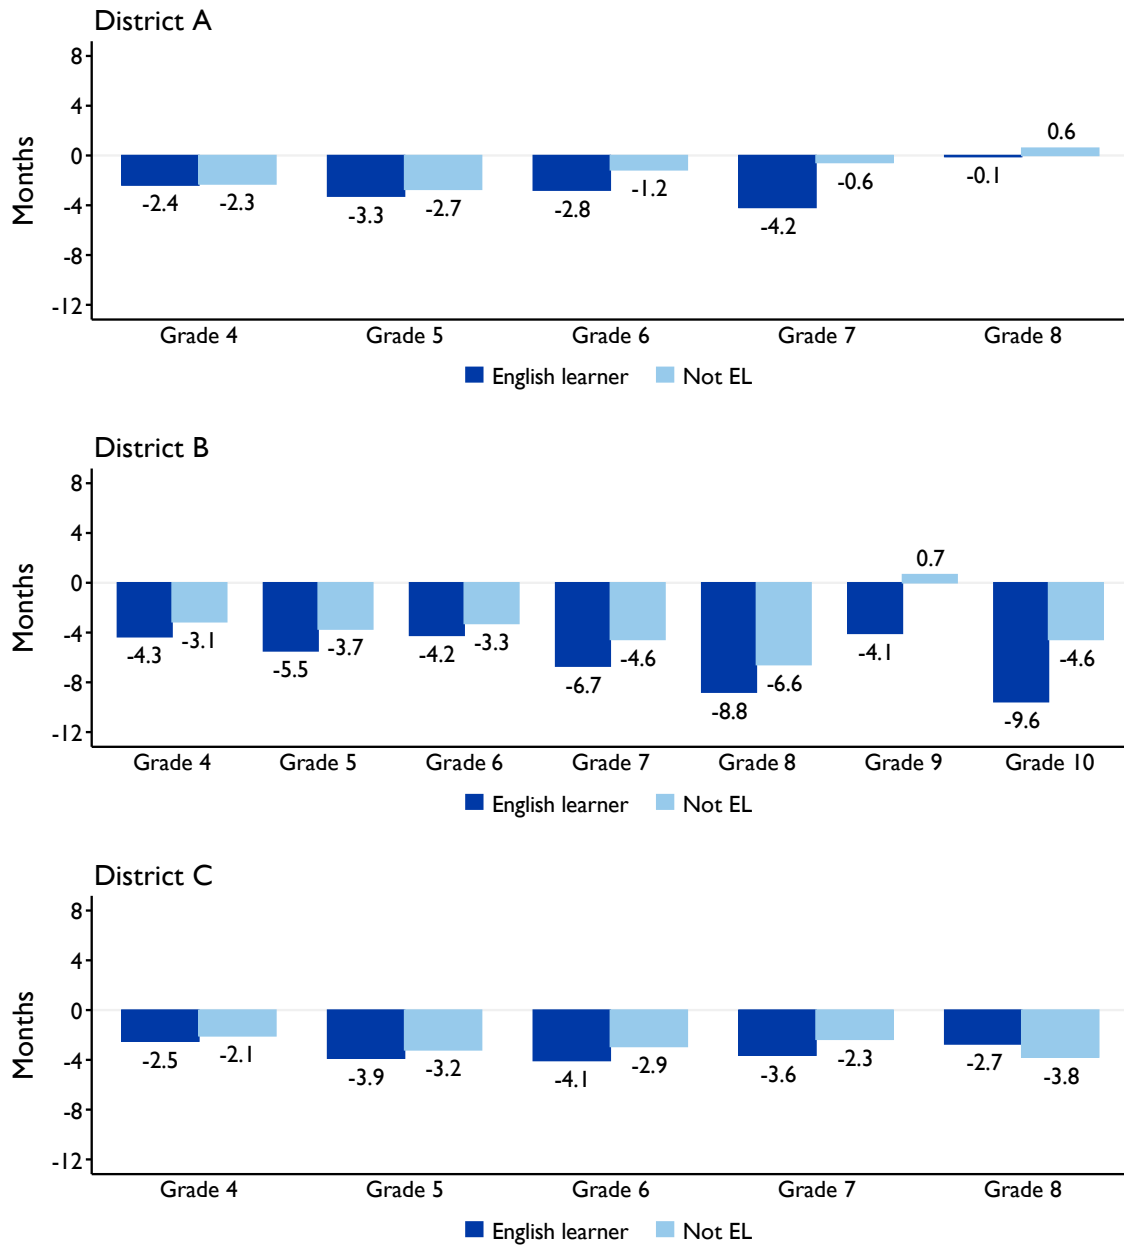 District A
Months
8
4
0
-4
-8
-12
-2.4
-2.3
-3.3
-2.7
-2.8
-1.2
-4.2
-0.6
-0.1
0.6
Grade 4
Grade 5
Grade 6
Grade 7
Grade 8
English learner
Not EL
District B
Months
8
4
0
-4
-8
-12
-4.3
-3.1
-5.5
-3.7
-4.2
-3.3
-6.7
-4.6
-8.8
-6.6
-4.1
0.7
-9.6
-4.6
Grade 4
Grade 5
Grade 6
Grade 7
Grade 8
Grade 9
Grade 10
English learner
Not EL
District C
Months
8
4
0
-4
-8
-12
-2.5
-2.1
-3.9
-3.2
-4.1
-2.9
-3.6
-2.3
-2.7
-3.8
Grade 4
Grade 5
Grade 6
Grade 7
Grade 8
English learner
Not EL